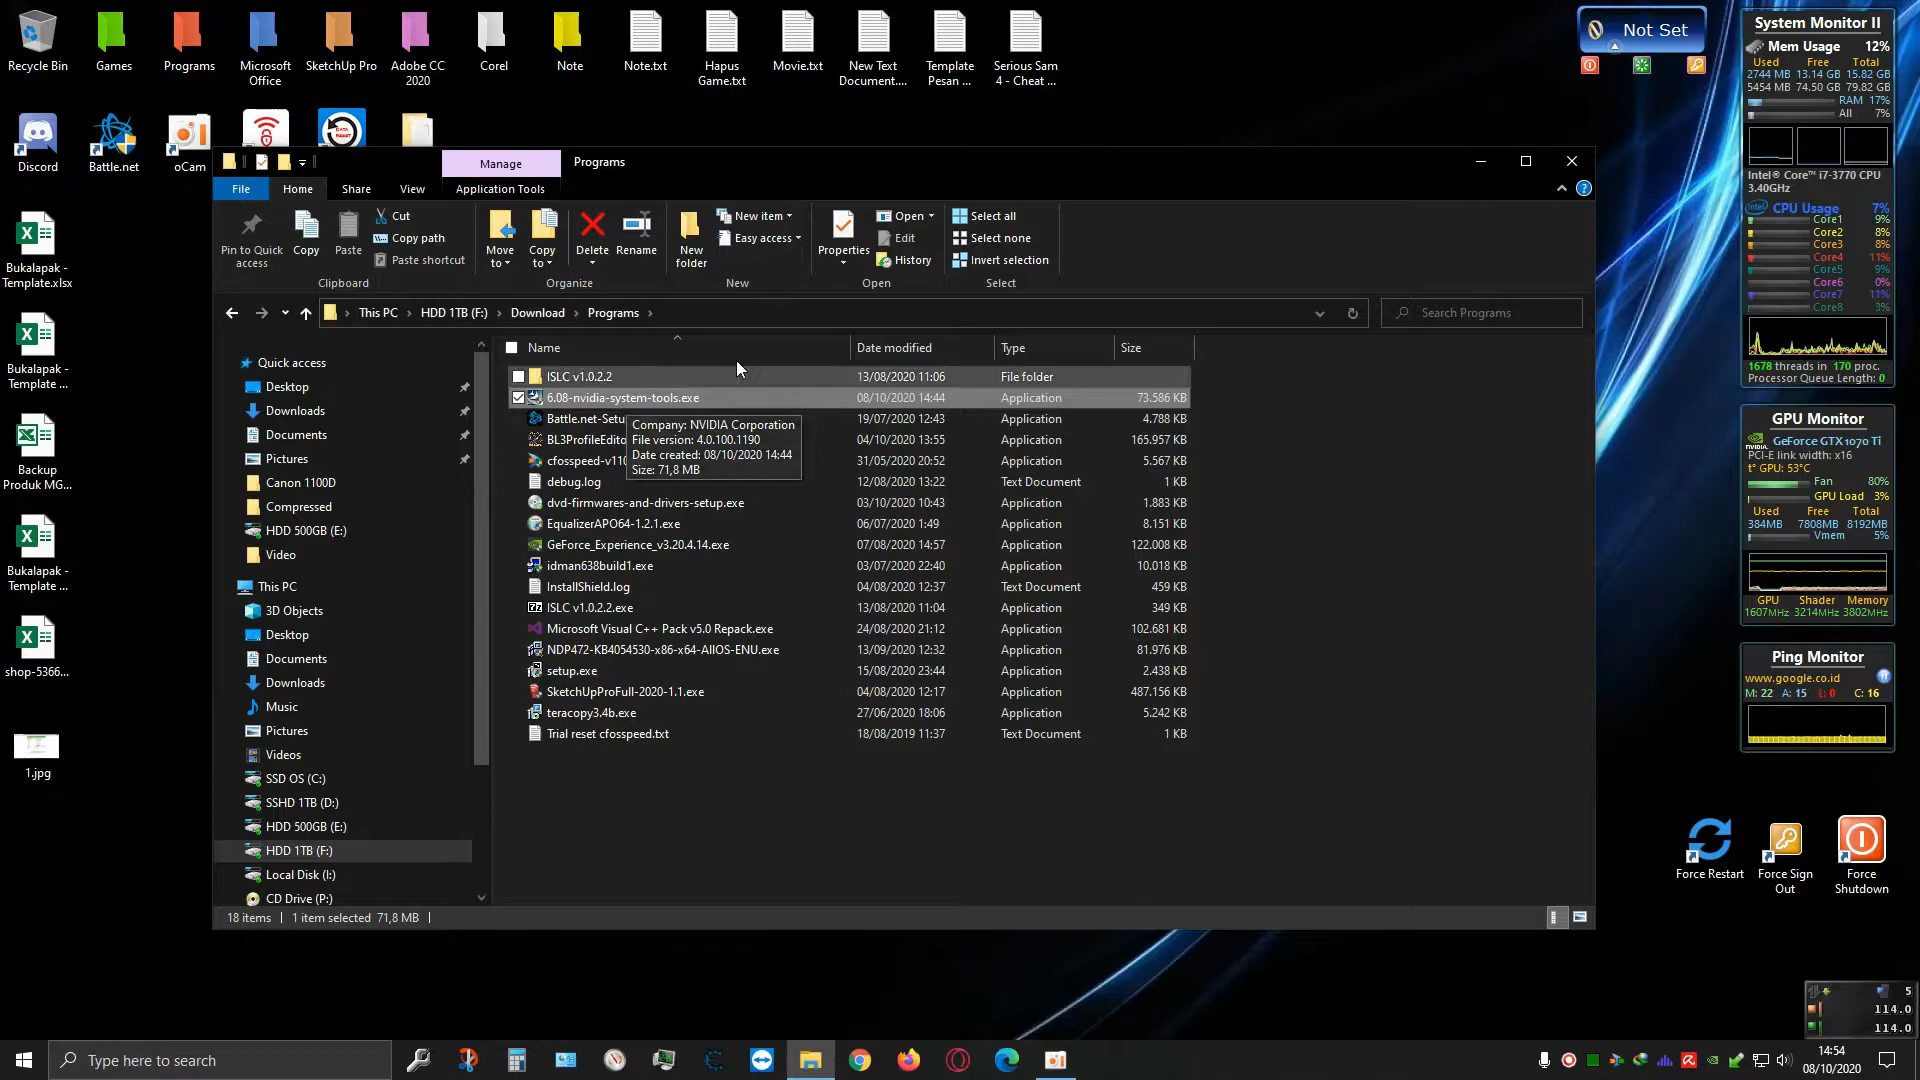 Recycle Bin
Games
Programs
Microsoft
Office
SketchUp Pro
Adobe CC
2020
Corel
Note
Note.txt
Hapus
Game.txt
Movie.txt
New Text
Document....
Template
Pesan ...
Serious Sam
4 - Cheat ...
Discord
Battle.net
oCam
Bukalapak -
Template.xlsx
Bukalapak -
Template ...
Backup
Produk MG...
Bukalapak -
Template ...
shop-5366...
1.jpg
Manage
Programs
File
Home
Share
View
Application Tools
Pin to Quick
access
Copy
Paste
Cut
Copy path
Paste shortcut
Clipboard
Move
to
Copy
to
Delete
Rename
Organize
New
folder
New item
Easy access
New
Properties
Open
Edit
History
Open
Select all
Select none
Invert selection
Select
This PC
HDD 1TB (F:)
Download
Programs
Search Programs
Quick access
Desktop
Downloads
Documents
Pictures
Canon 1100D
Compressed
HDD 500GB (E:)
Video
This PC
3D Objects
Desktop
Documents
Downloads
Music
Pictures
Videos
SSD OS (C:)
SSHD 1TB (D:)
HDD 500GB (E:)
HDD 1TB (F:)
Local Disk (I:)
CD Drive (P:)
Name Date modified Type Size
ISLC v1.0.2.2 13/08/2020 11:06 File folder
6.08-nvidia-system-tools.exe 08/10/2020 14:44 Application 73.586 KB
Battle.net-Setu 19/07/2020 12:43 Application 4.788 KB
BL3ProfileEdito 04/10/2020 13:55 Application 165.957 KB
cfosspeed-v110 31/05/2020 20:52 Application 5.567 KB
debug.log 12/08/2020 13:22 Text Document 1 KB
dvd-firmwares-and-drivers-setup.exe 03/10/2020 10:43 Application 1.883 KB
EqualizerAPO64-1.2.1.exe 06/07/2020 1:49 Application 8.151 KB
GeForce_Experience_v3.20.4.14.exe 07/08/2020 14:57 Application 122.008 KB
idman638build1.exe 03/07/2020 22:40 Application 10.018 KB
InstallShield.log 04/08/2020 12:37 Text Document 459 KB
ISLC v1.0.2.2.exe 13/08/2020 11:04 Application 349 KB
Microsoft Visual C++ Pack v5.0 Repack.exe 24/08/2020 21:12 Application 102.681 KB
NDP472-KB4054530-x86-x64-AllOS-ENU.exe 13/09/2020 12:32 Application 81.976 KB
setup.exe 15/08/2020 23:44 Application 2.438 KB
SketchUpProFull-2020-1.1.exe 04/08/2020 12:17 Application 487.156 KB
teracopy3.4b.exe 27/06/2020 18:06 Application 5.242 KB
Trial reset cfosspeed.txt 18/08/2019 11:37 Text Document 1 KB
Company: NVIDIA Corporation
File version: 4.0.100.1190
Date created: 08/10/2020 14:44
Size: 71,8 MB
18 items
1 item selected 71,8 MB
Not Set
System Monitor II
Mem Usage 12%
Used Free Total
2744 MB 13.14 GB 15.82 GB
5454 MB 74.50 GB 79.82 GB
RAM 17%
All 7%
Intel® Core™ i7-3770 CPU
3.40GHz
CPU Usage 7%
Core1 9%
Core2 8%
Core3 8%
Core4 11%
Core5 9%
Core6 0%
Core7 11%
Core8 3%
1678 threads in 170 proc.
Processor Queue Length: 0
GPU Monitor
GeForce GTX 1070 Ti
PCI-E link width: x16
t° GPU: 53°C
Fan 80%
GPU Load 3%
Used Free Total
384MB 7808MB 8192MB
Vmem 5%
GPU Shader Memory
1607MHz 3214MHz 3802MHz
Ping Monitor
www.google.co.id
M: 22 A: 15 L: 0 C: 16
Force Restart
Force Sign
Out
Force
Shutdown
5
114.0
114.0
Type here to search
14:54
08/10/2020